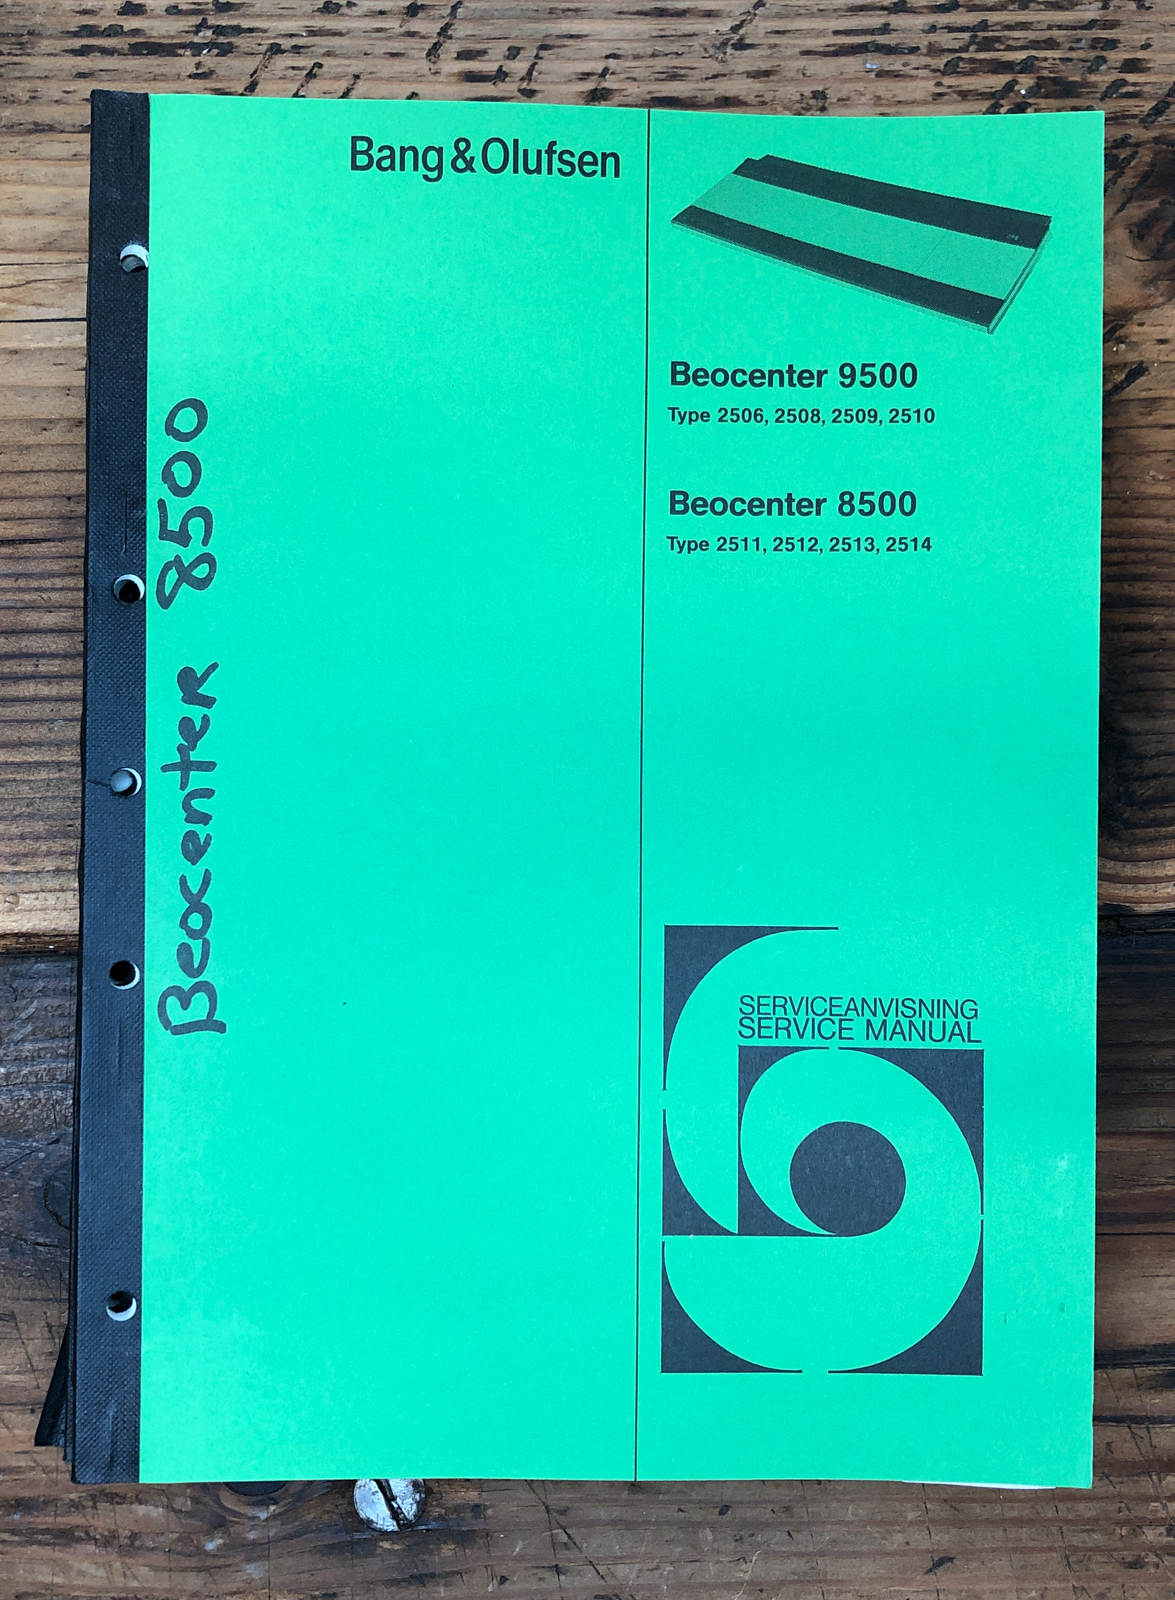 Bang & Olufsen
Beocenter 9500
Type 2506, 2508, 2509, 2510
Beocenter 8500
Type 2511, 2512, 2513, 2514
SERVICEANVISNING
SERVICE MANUAL
Beocenter 8500